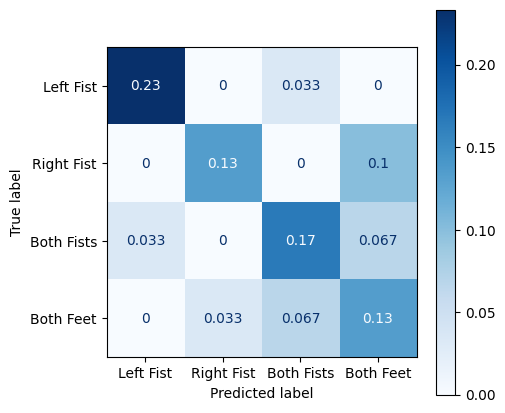 Left Fist 0.23 0 0.033 0
Right Fist 0 0.13 0 0.1
Both Fists 0.033 0 0.17 0.067
Both Feet 0 0.033 0.067 0.13
Left Fist Right Fist Both Fists Both Feet
Predicted label
True label
0.20
0.15
0.10
0.05
0.00